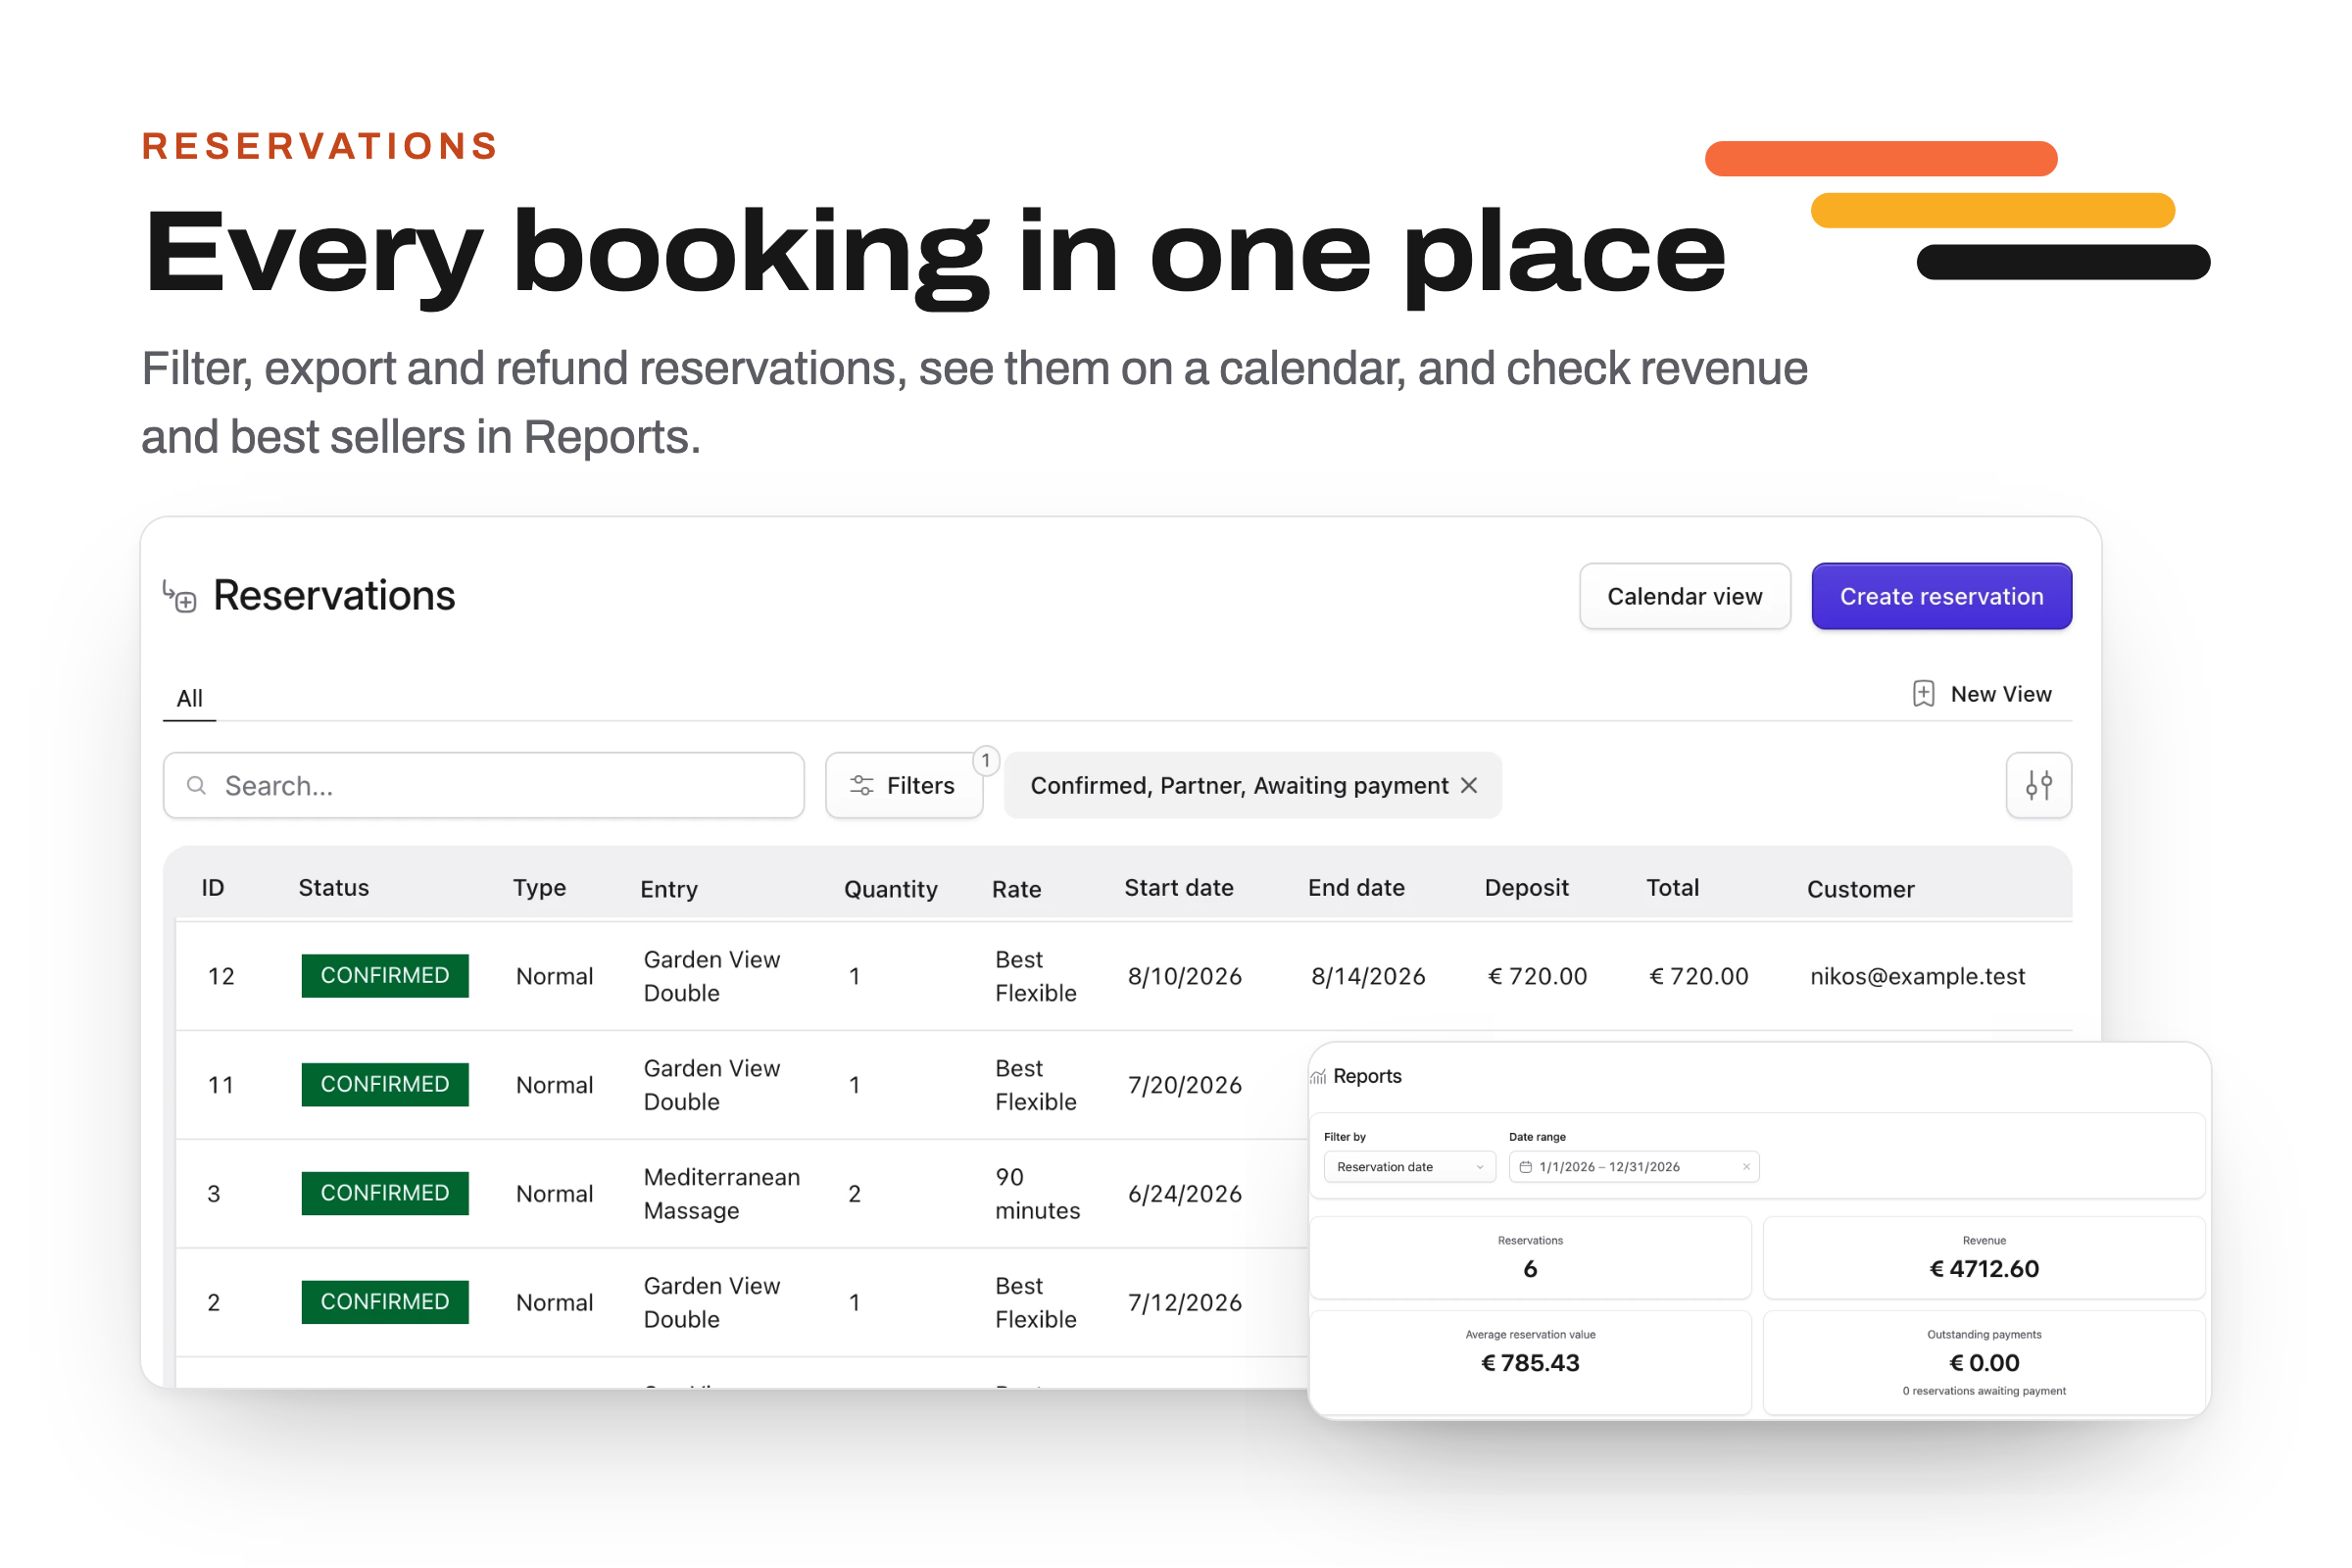 RESERVATIONS
Every booking in one place
Filter, export and refund reservations, see them on a calendar, and check revenue
and best sellers in Reports.
Reservations
Calendar view
Create reservation
All
New View
Search...
Filters
1
Confirmed, Partner, Awaiting payment
ID Status Type Entry Quantity Rate Start date End date Deposit Total Customer
12 CONFIRMED Normal Garden View Double 1 Best Flexible 8/10/2026 8/14/2026 € 720.00 € 720.00 nikos@example.test
11 CONFIRMED Normal Garden View Double 1 Best Flexible 7/20/2026
3 CONFIRMED Normal Mediterranean Massage 2 90 minutes 6/24/2026
2 CONFIRMED Normal Garden View Double 1 Best Flexible 7/12/2026
Reports
Filter by
Date range
Reservation date
1/1/2026 – 12/31/2026
Reservations
6
Revenue
€ 4712.60
Average reservation value
€ 785.43
Outstanding payments
€ 0.00
0 reservations awaiting payment